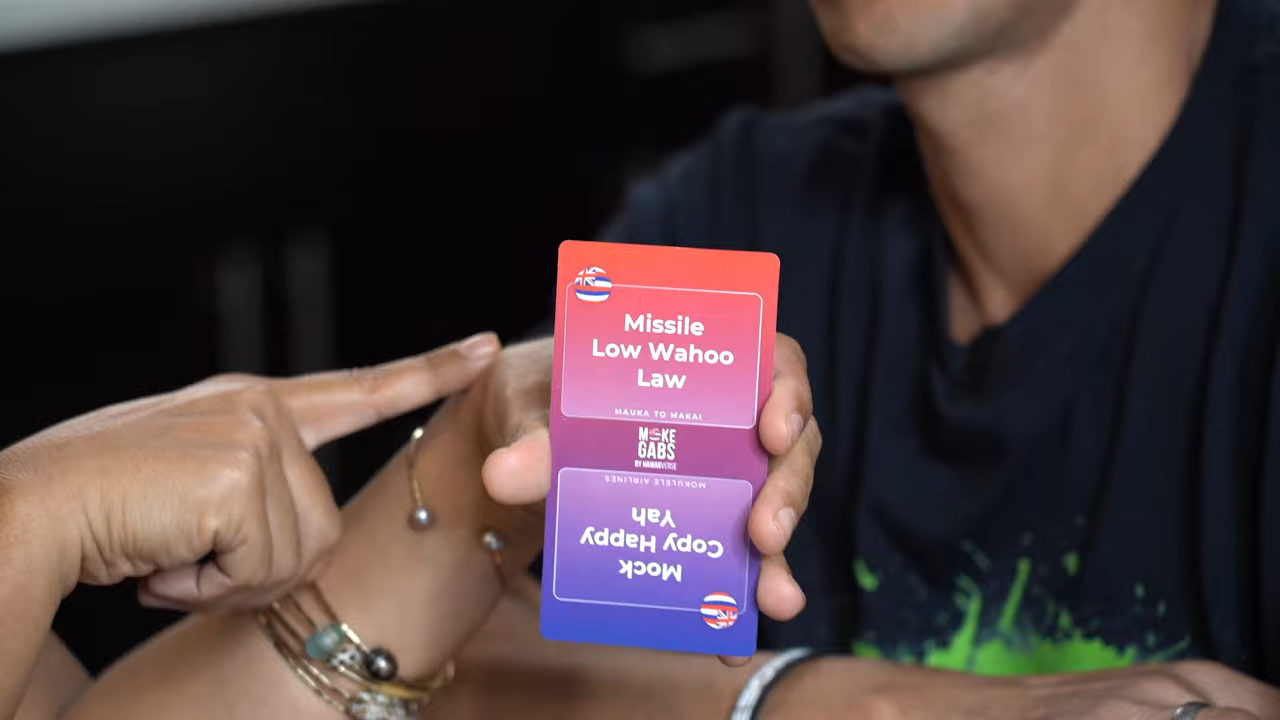 Missile
Low Wahoo
Law
MAUKA TO MAKAI
MOKE
GABS
BY HAWAIIVERSE
MOKULELE AIRLINES
Mock
Copy Happy
Yah